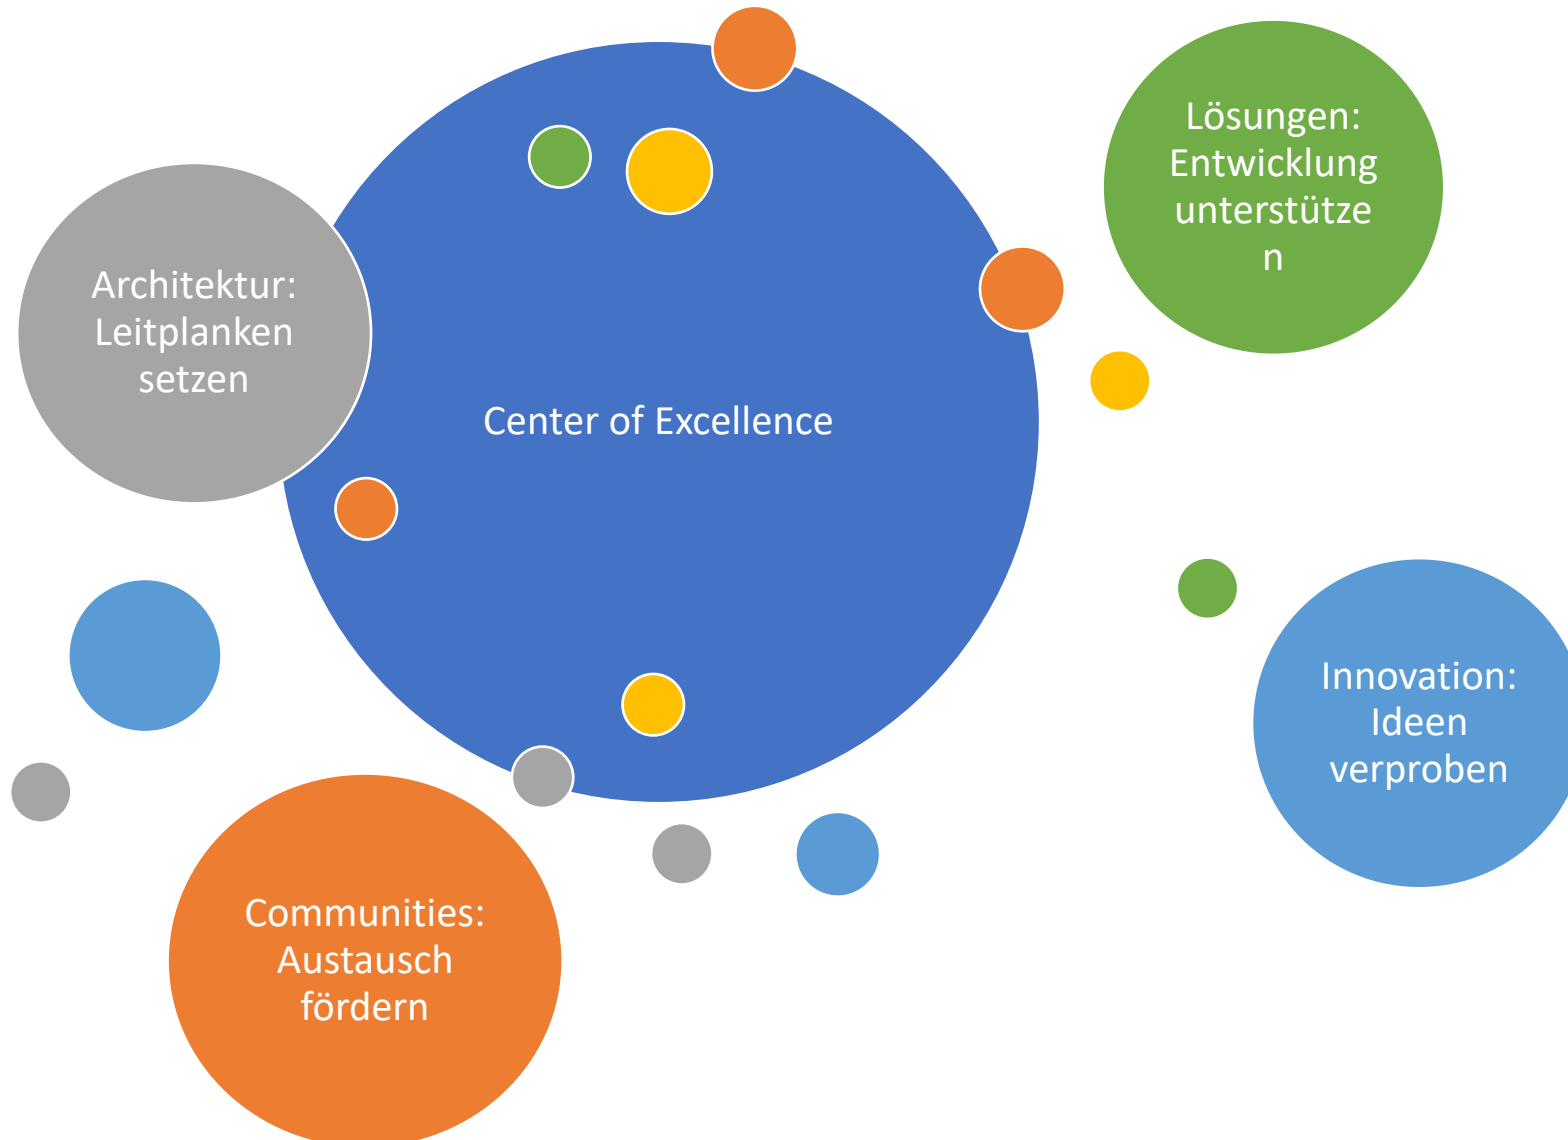 Lösungen:
Entwicklung
unterstütze
n
Architektur:
Leitplanken
setzen
Center of Excellence
Innovation:
Ideen
verproben
Communities:
Austausch
fördern